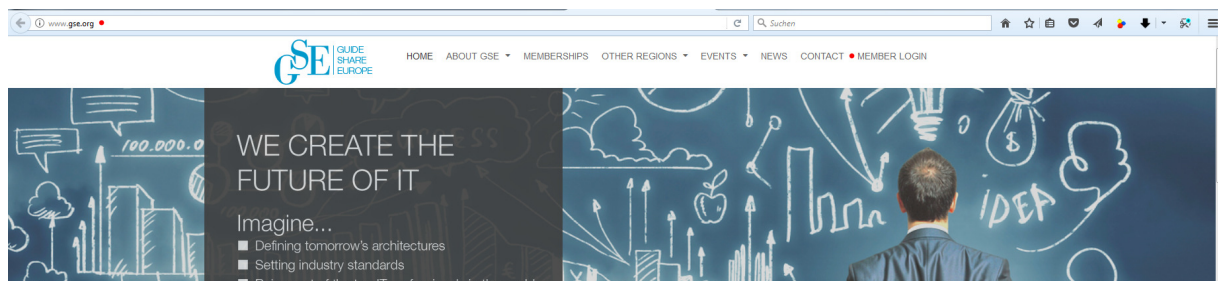 www.gse.org
Suchen
GSE GUIDE SHARE EUROPE
HOME ABOUT GSE MEMBERSHIPS OTHER REGIONS EVENTS NEWS CONTACT MEMBER LOGIN
100.000.0
WE CREATE THE
FUTURE OF IT
Imagine...
Defining tomorrow's architectures
Setting industry standards
$
IDEA